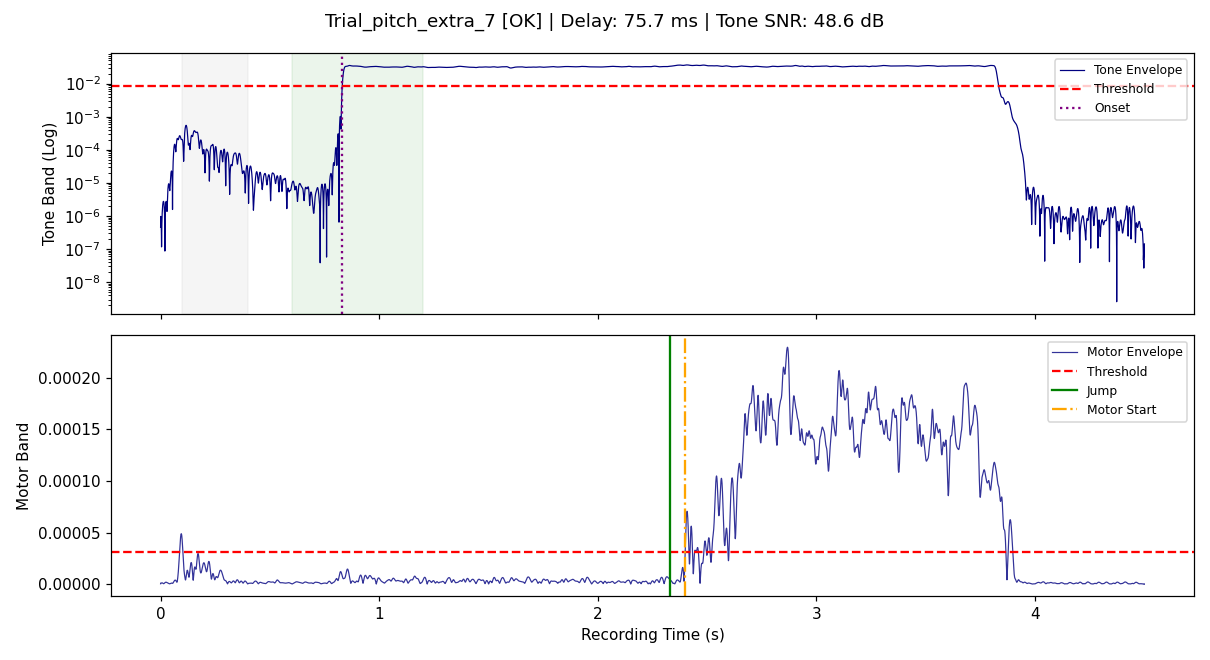 Trial_pitch_extra_7 [OK] | Delay: 75.7 ms | Tone SNR: 48.6 dB
Tone Band (Log)
10⁻²
10⁻³
10⁻⁴
10⁻⁵
10⁻⁶
10⁻⁷
10⁻⁸
Tone Envelope
Threshold
Onset
Motor Band
0.00020
0.00015
0.00010
0.00005
0.00000
Motor Envelope
Threshold
Jump
Motor Start
0 1 2 3 4
Recording Time (s)